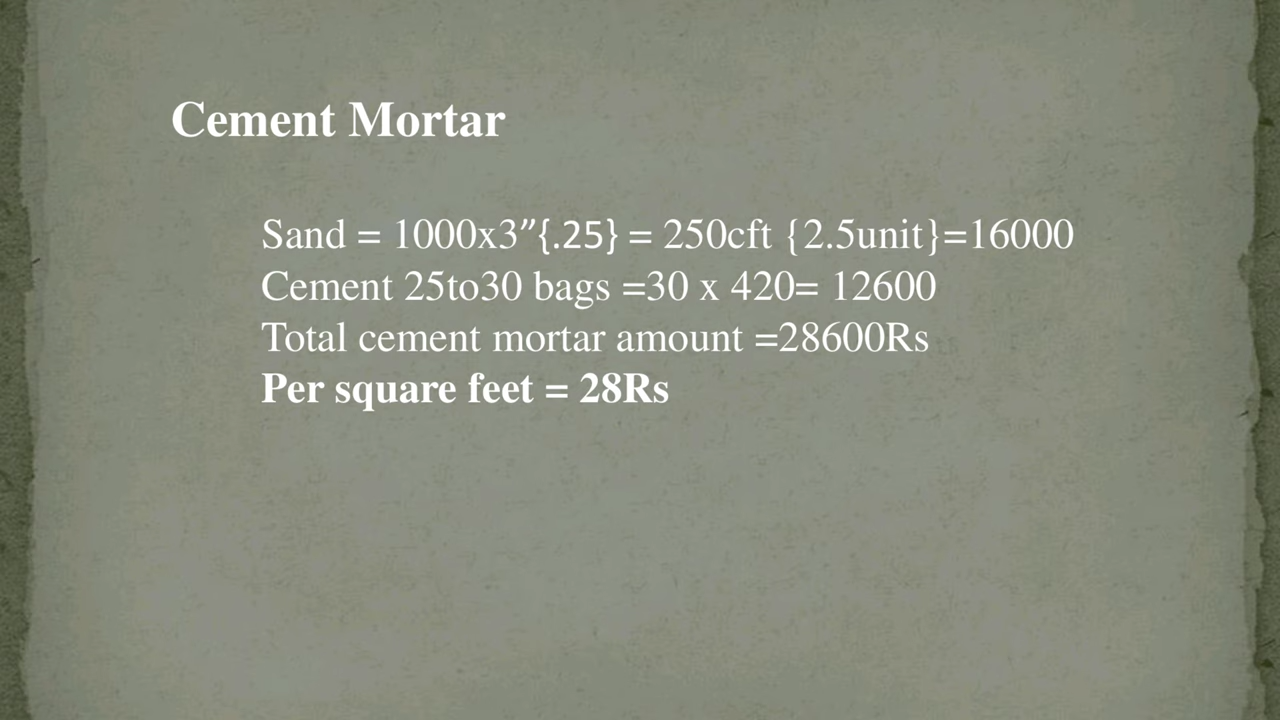 Cement Mortar
Sand = 1000x3”{.25} = 250cft {2.5unit}=16000
Cement 25to30 bags =30 x 420= 12600
Total cement mortar amount =28600Rs
Per square feet = 28Rs